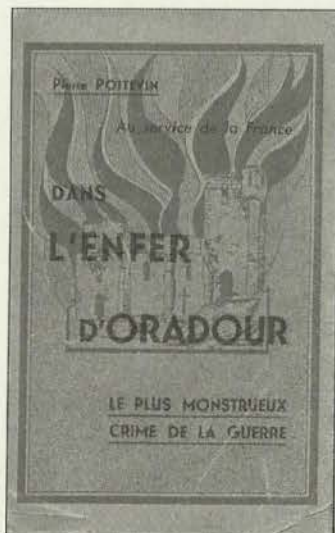 Pierre POITEVIN
Au service de la France
DANS
L'ENFER
D'ORADOUR
LE PLUS MONSTRUEUX
CRIME DE LA GUERRE